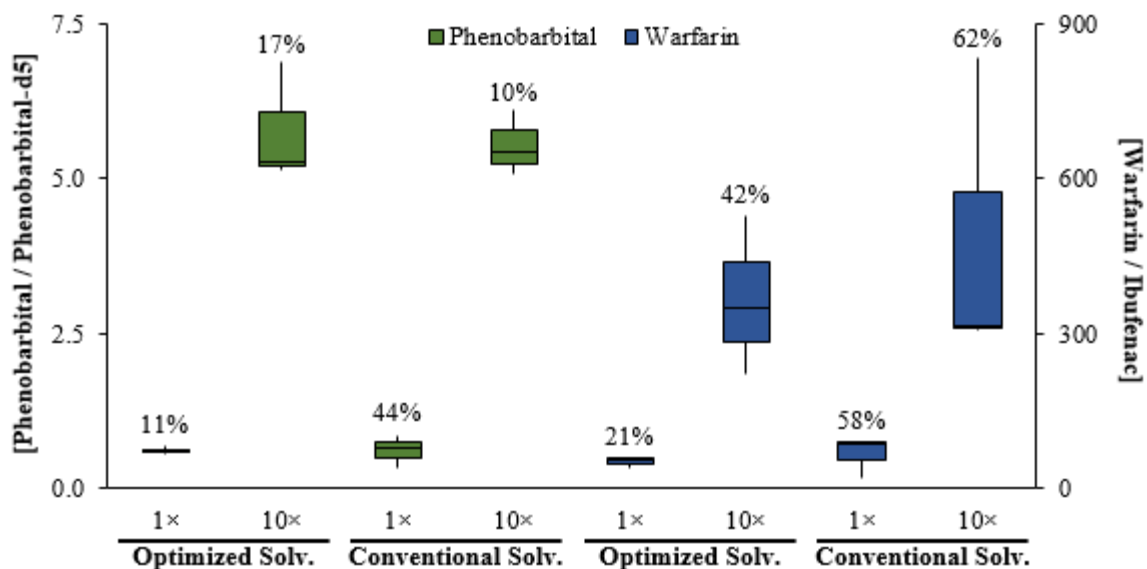 [Phenobarbital / Phenobarbital-d5]
7.5
5.0
2.5
0.0
Phenobarbital
Warfarin
17%
10%
62%
42%
11%
44%
21%
58%
900
600
300
0
[Warfarin / Ibufenac]
1× 10× 1× 10× 1× 10× 1× 10×
Optimized Solv. Conventional Solv. Optimized Solv. Conventional Solv.